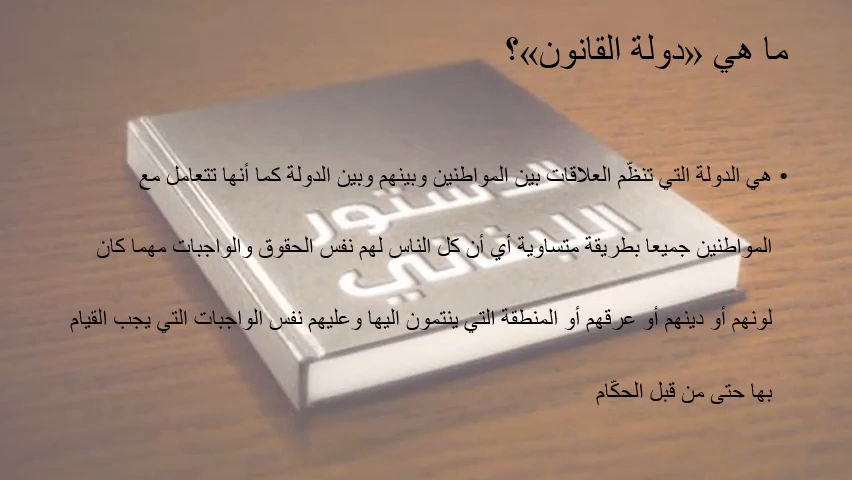 ما هي «دولة القانون»؟
• هي الدولة التي تنظّم العلاقات بين المواطنين وبينهم وبين الدولة كما أنها تتعامل مع
المواطنين جميعا بطريقة متساوية أي أن كل الناس لهم نفس الحقوق والواجبات مهما كان
لونهم أو دينهم أو عرقهم أو المنطقة التي ينتمون اليها وعليهم نفس الواجبات التي يجب القيام
بها حتى من قبل الحكّام
الدستور
اللبناني